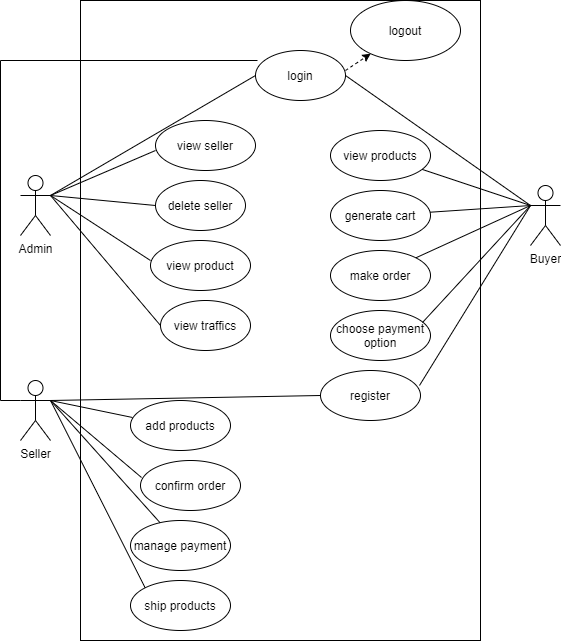 logout
login
view seller
view products
delete seller
generate cart
Admin
Buyer
view product
make order
view traffics
choose payment
option
register
Seller
add products
confirm order
manage payment
ship products